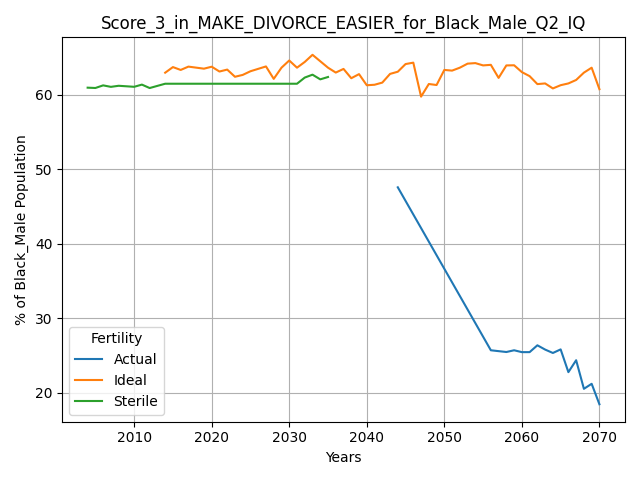 Score_3_in_MAKE_DIVORCE_EASIER_for_Black_Male_Q2_IQ
% of Black_Male Population
60
50
40
30
20
Fertility
Actual
Ideal
Sterile
2010 2020 2030 2040 2050 2060 2070
Years